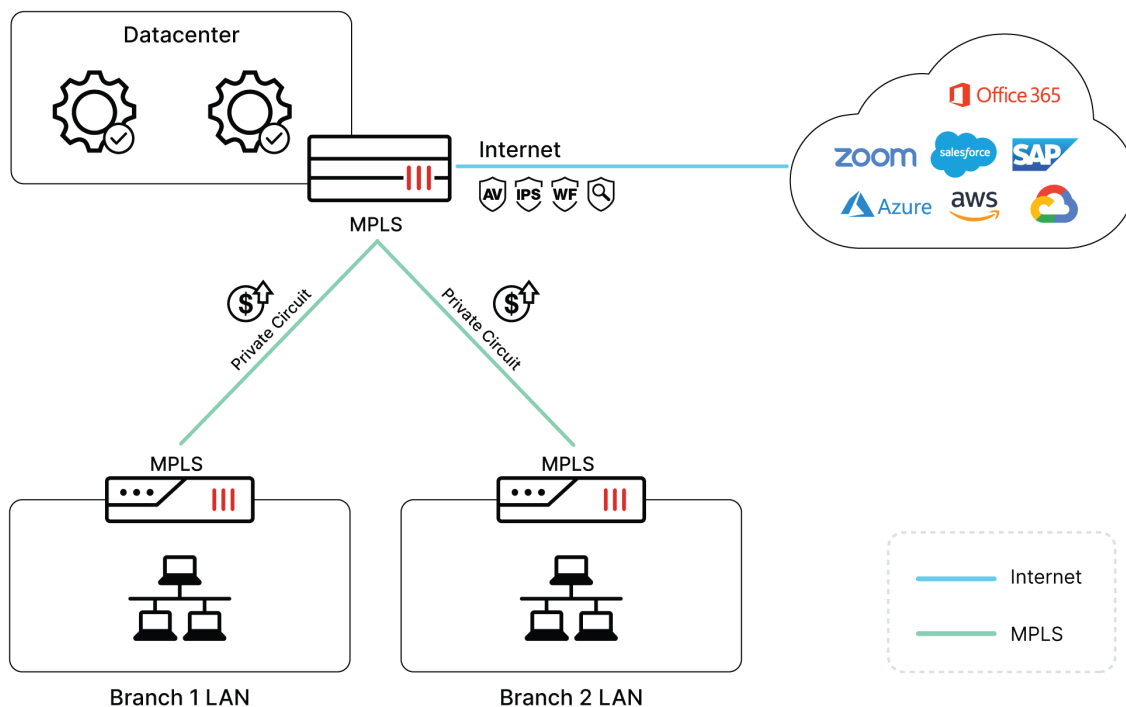 Datacenter
Office 365
Internet
zoom
salesforce
SAP
AV
IPS
WF
Azure
aws
MPLS
$
Private Circuit
$
Private Circuit
MPLS
MPLS
Internet
MPLS
Branch 1 LAN
Branch 2 LAN